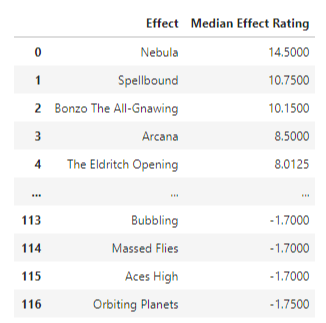 Effect Median Effect Rating
0 Nebula 14.5000
1 Spellbound 10.7500
2 Bonzo The All-Gnawing 10.1500
3 Arcana 8.5000
4 The Eldritch Opening 8.0125
... ... ...
113 Bubbling -1.7000
114 Massed Flies -1.7000
115 Aces High -1.7000
116 Orbiting Planets -1.7500